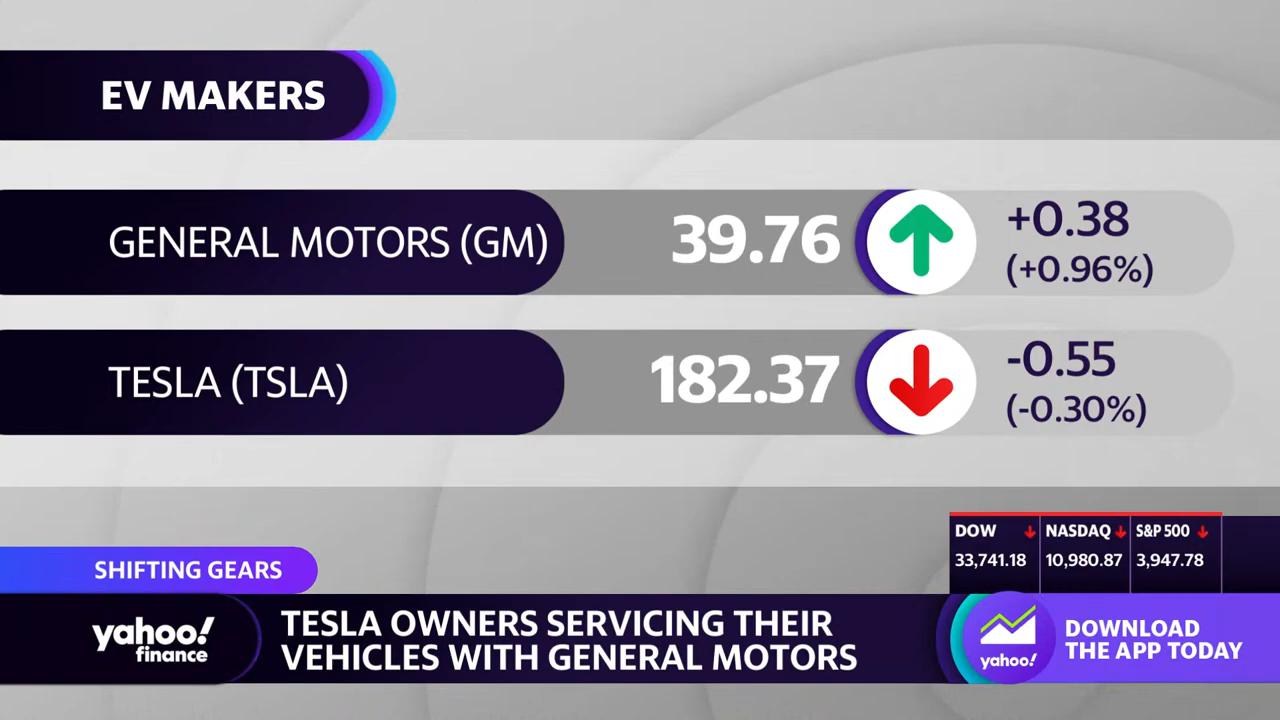 EV MAKERS
GENERAL MOTORS (GM) 39.76 +0.38
(+0.96%)
TESLA (TSLA) 182.37 -0.55
(-0.30%)
DOW NASDAQ S&P 500
33,741.18 10,980.87 3,947.78
SHIFTING GEARS
yahoo!
finance
TESLA OWNERS SERVICING THEIR
VEHICLES WITH GENERAL MOTORS
yahoo!
DOWNLOAD
THE APP TODAY